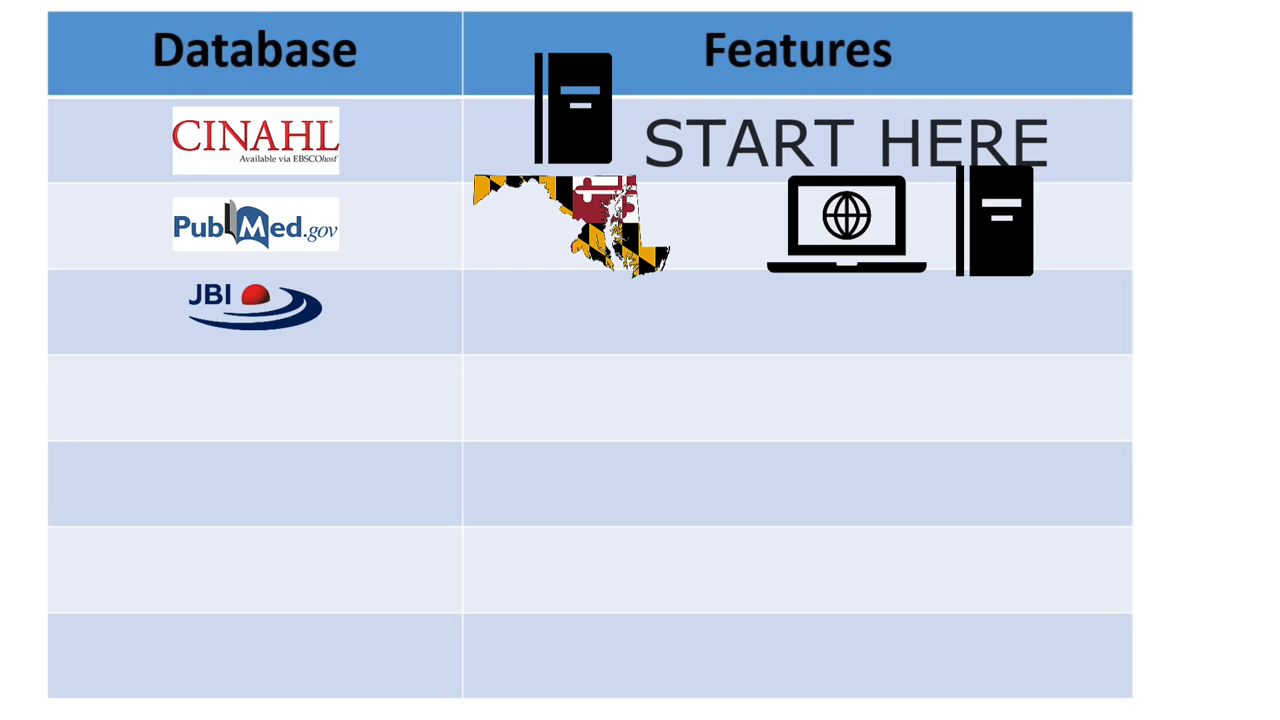 Database
Features
CINAHL
Available via EBSCOhost
START HERE
PubMed.gov
JBI